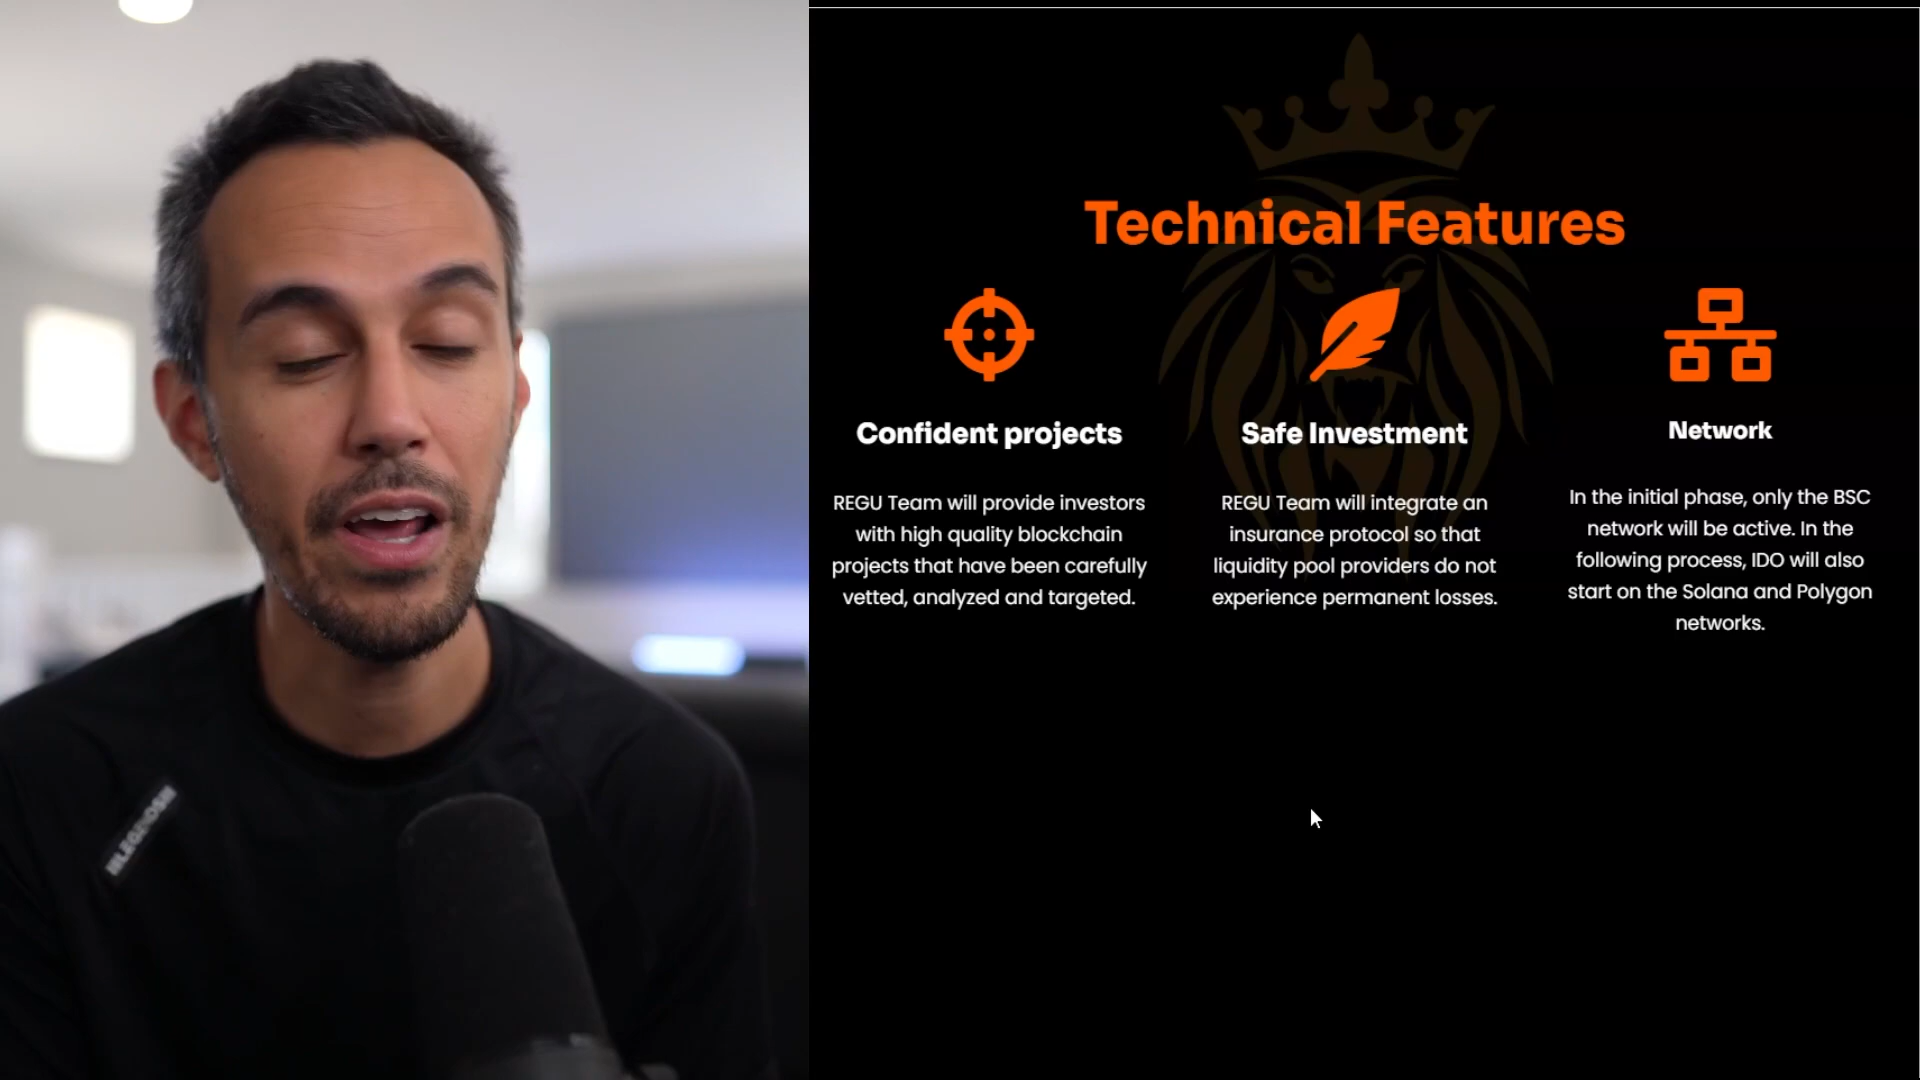 Technical Features
Confident projects
REGU Team will provide investors
with high quality blockchain
projects that have been carefully
vetted, analyzed and targeted.
Safe Investment
REGU Team will integrate an
insurance protocol so that
liquidity pool providers do not
experience permanent losses.
Network
In the initial phase, only the BSC
network will be active. In the
following process, IDO will also
start on the Solana and Polygon
networks.